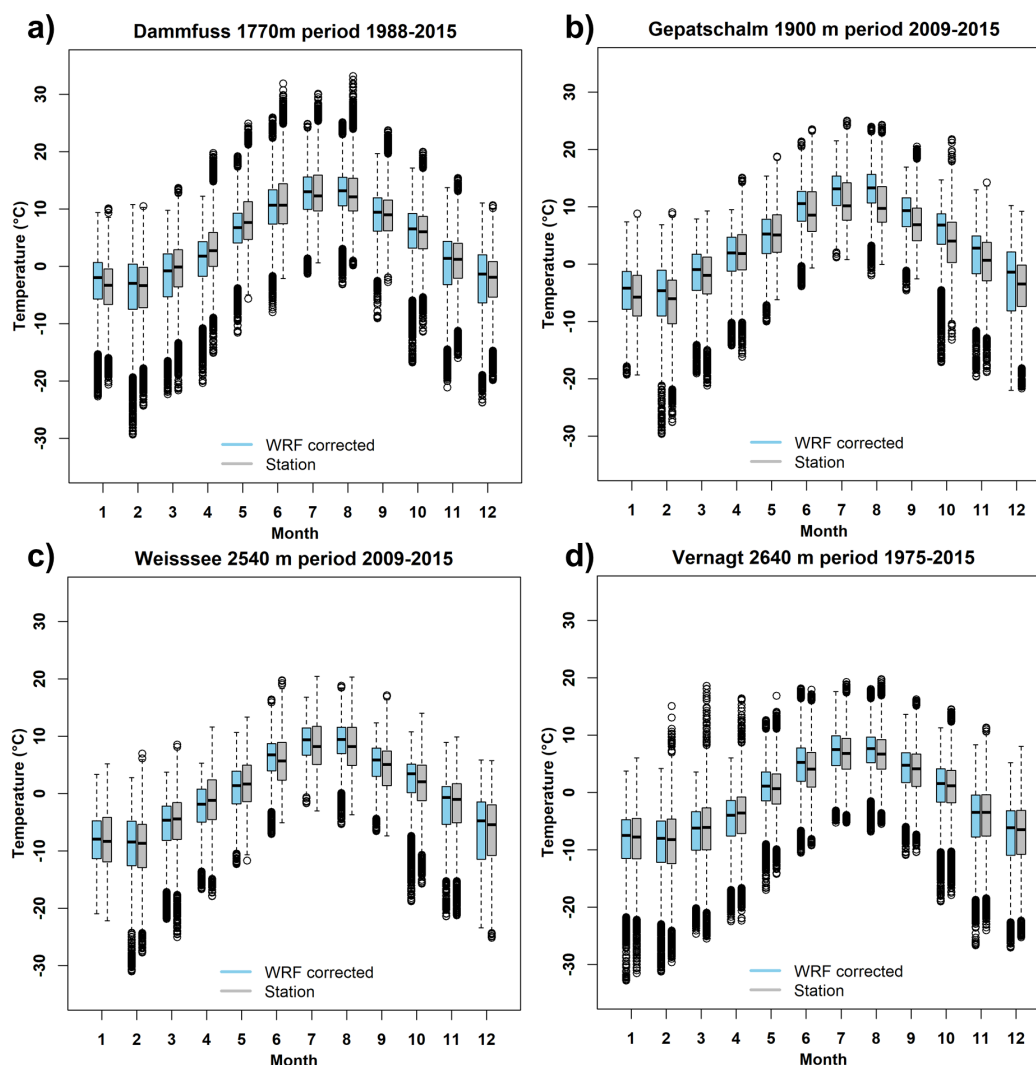 a) Dammfuss 1770m period 1988-2015
Temperature (°C)
30
20
10
0
-10
-20
-30
WRF corrected
Station
1 2 3 4 5 6 7 8 9 10 11 12
Month
b) Gepatschalm 1900 m period 2009-2015
Temperature (°C)
30
20
10
0
-10
-20
-30
WRF corrected
Station
1 2 3 4 5 6 7 8 9 10 11 12
Month
c) Weisssee 2540 m period 2009-2015
Temperature (°C)
30
20
10
0
-10
-20
-30
WRF corrected
Station
1 2 3 4 5 6 7 8 9 10 11 12
Month
d) Vernagt 2640 m period 1975-2015
Temperature (°C)
30
20
10
0
-10
-20
-30
WRF corrected
Station
1 2 3 4 5 6 7 8 9 10 11 12
Month